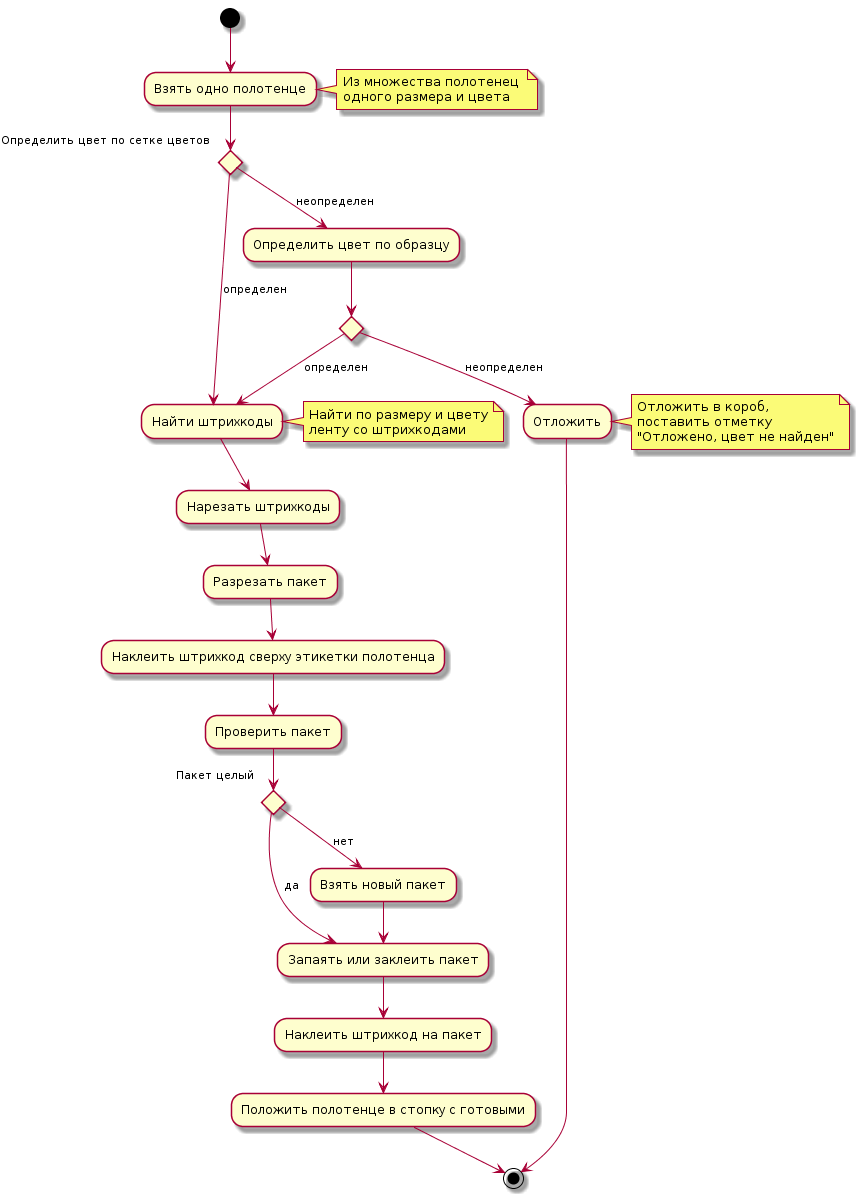 Взять одно полотенце
Из множества полотенец
одного размера и цвета
Определить цвет по сетке цветов
неопределен
Определить цвет по образцу
определен
определен
неопределен
Найти штрихкоды
Найти по размеру и цвету
ленту со штрихкодами
Отложить
Отложить в короб,
поставить отметку
"Отложено, цвет не найден"
Нарезать штрихкоды
Разрезать пакет
Наклеить штрихкод сверху этикетки полотенца
Проверить пакет
Пакет целый
нет
да
Взять новый пакет
Запаять или заклеить пакет
Наклеить штрихкод на пакет
Положить полотенце в стопку с готовыми